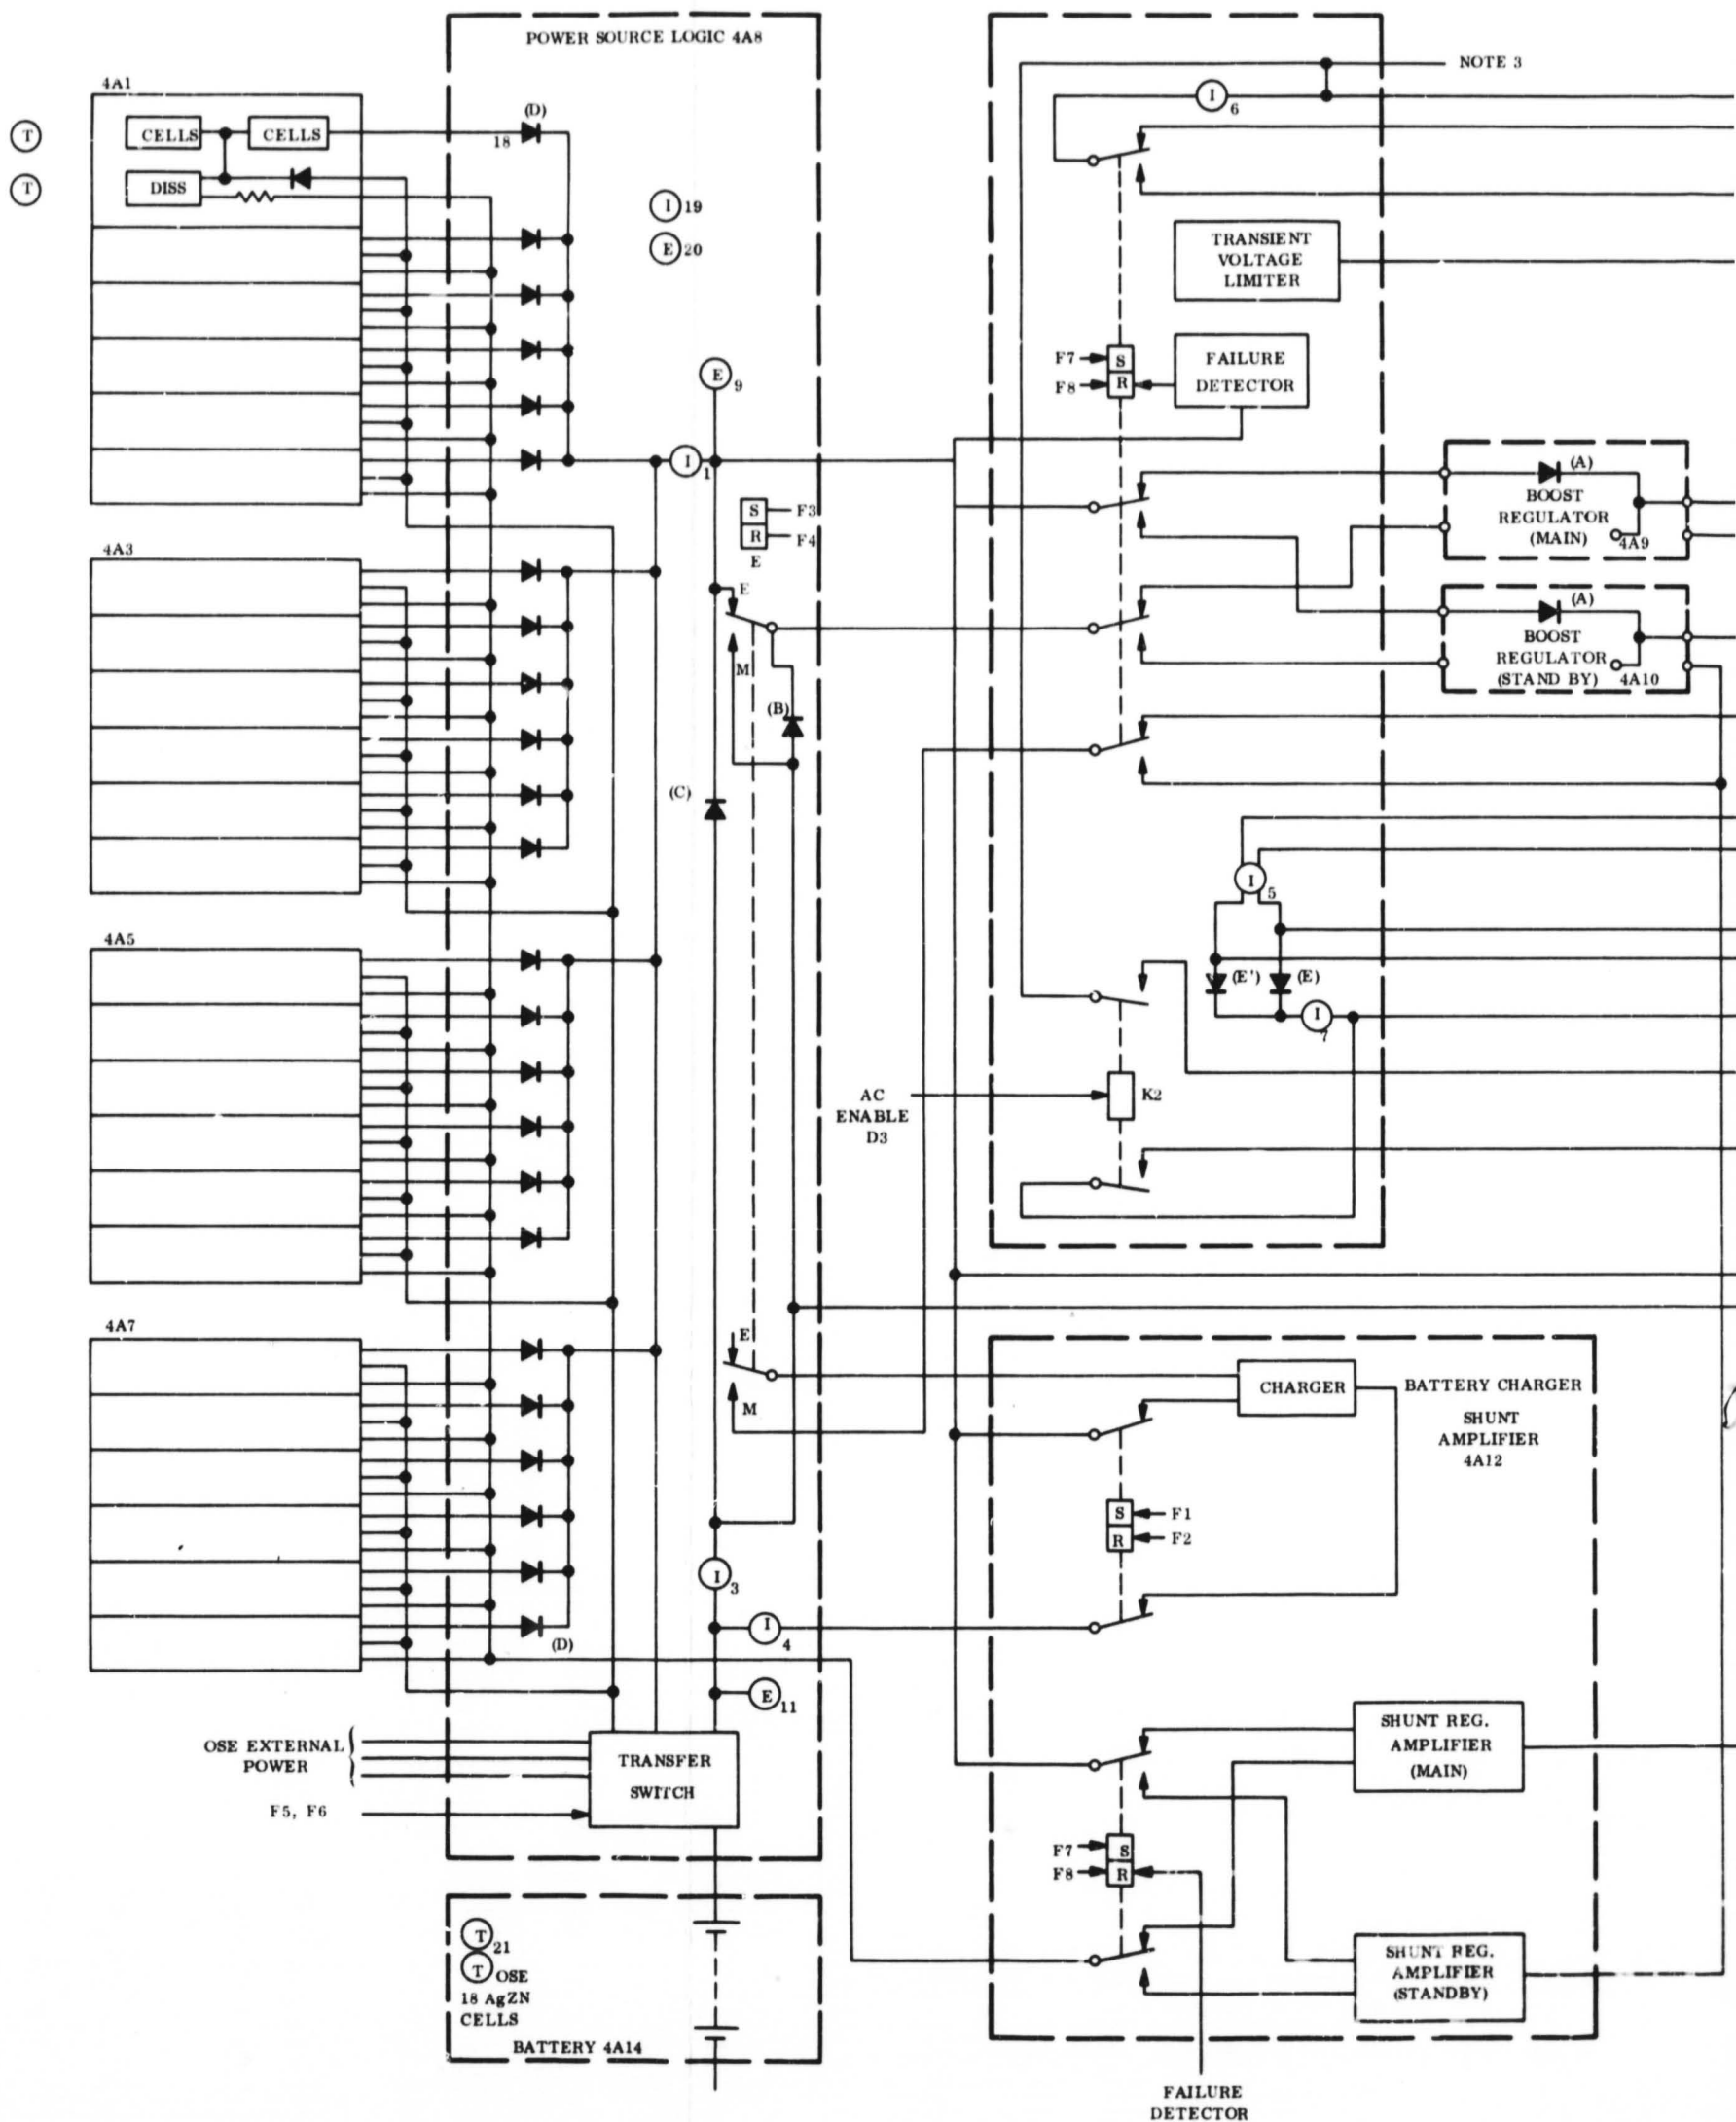 POWER SOURCE LOGIC 4A8
NOTE 3
4A1
T
CELLS
CELLS
(D)
18
T
DISS
I 6
I 19
E 20
TRANSIENT
VOLTAGE
LIMITER
F7
S
F8
R
FAILURE
DETECTOR
E 9
I 1
S
F3
R
F4
E
(A)
BOOST
REGULATOR
(MAIN)
4A9
4A3
E
M
(B)
(C)
(A)
BOOST
REGULATOR
(STAND BY)
4A10
I 5
4A5
(E')
(E)
I 7
AC
ENABLE
D3
K2
4A7
E
M
CHARGER
BATTERY CHARGER
SHUNT
AMPLIFIER
4A12
S
F1
R
F2
I 3
I 4
(D)
E 11
OSE EXTERNAL
POWER
TRANSFER
SWITCH
F5, F6
SHUNT REG.
AMPLIFIER
(MAIN)
F7
S
F8
R
T 21
T OSE
18 AgZN
CELLS
BATTERY 4A14
SHUNT REG.
AMPLIFIER
(STANDBY)
FAILURE
DETECTOR